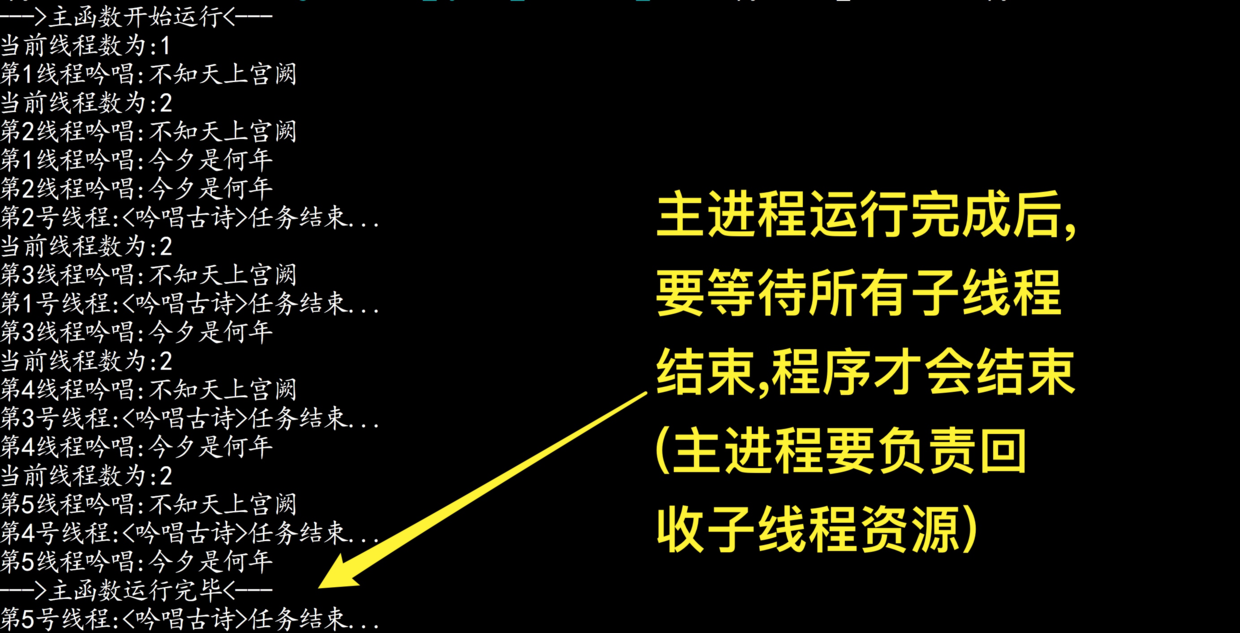 --->主函数开始运行<---
当前线程数为:1
第1线程吟唱:不知天上宫阙
当前线程数为:2
第2线程吟唱:不知天上宫阙
第1线程吟唱:今夕是何年
第2线程吟唱:今夕是何年
第2号线程:<吟唱古诗>任务结束...
当前线程数为:2
第3线程吟唱:不知天上宫阙
第1号线程:<吟唱古诗>任务结束...
第3线程吟唱:今夕是何年
当前线程数为:2
第4线程吟唱:不知天上宫阙
第3号线程:<吟唱古诗>任务结束...
第4线程吟唱:今夕是何年
当前线程数为:2
第5线程吟唱:不知天上宫阙
第4号线程:<吟唱古诗>任务结束...
第5线程吟唱:今夕是何年
--->主函数运行完毕<---
第5号线程:<吟唱古诗>任务结束...
主进程运行完成后,
要等待所有子线程
结束,程序才会结束
(主进程要负责回
收子线程资源)